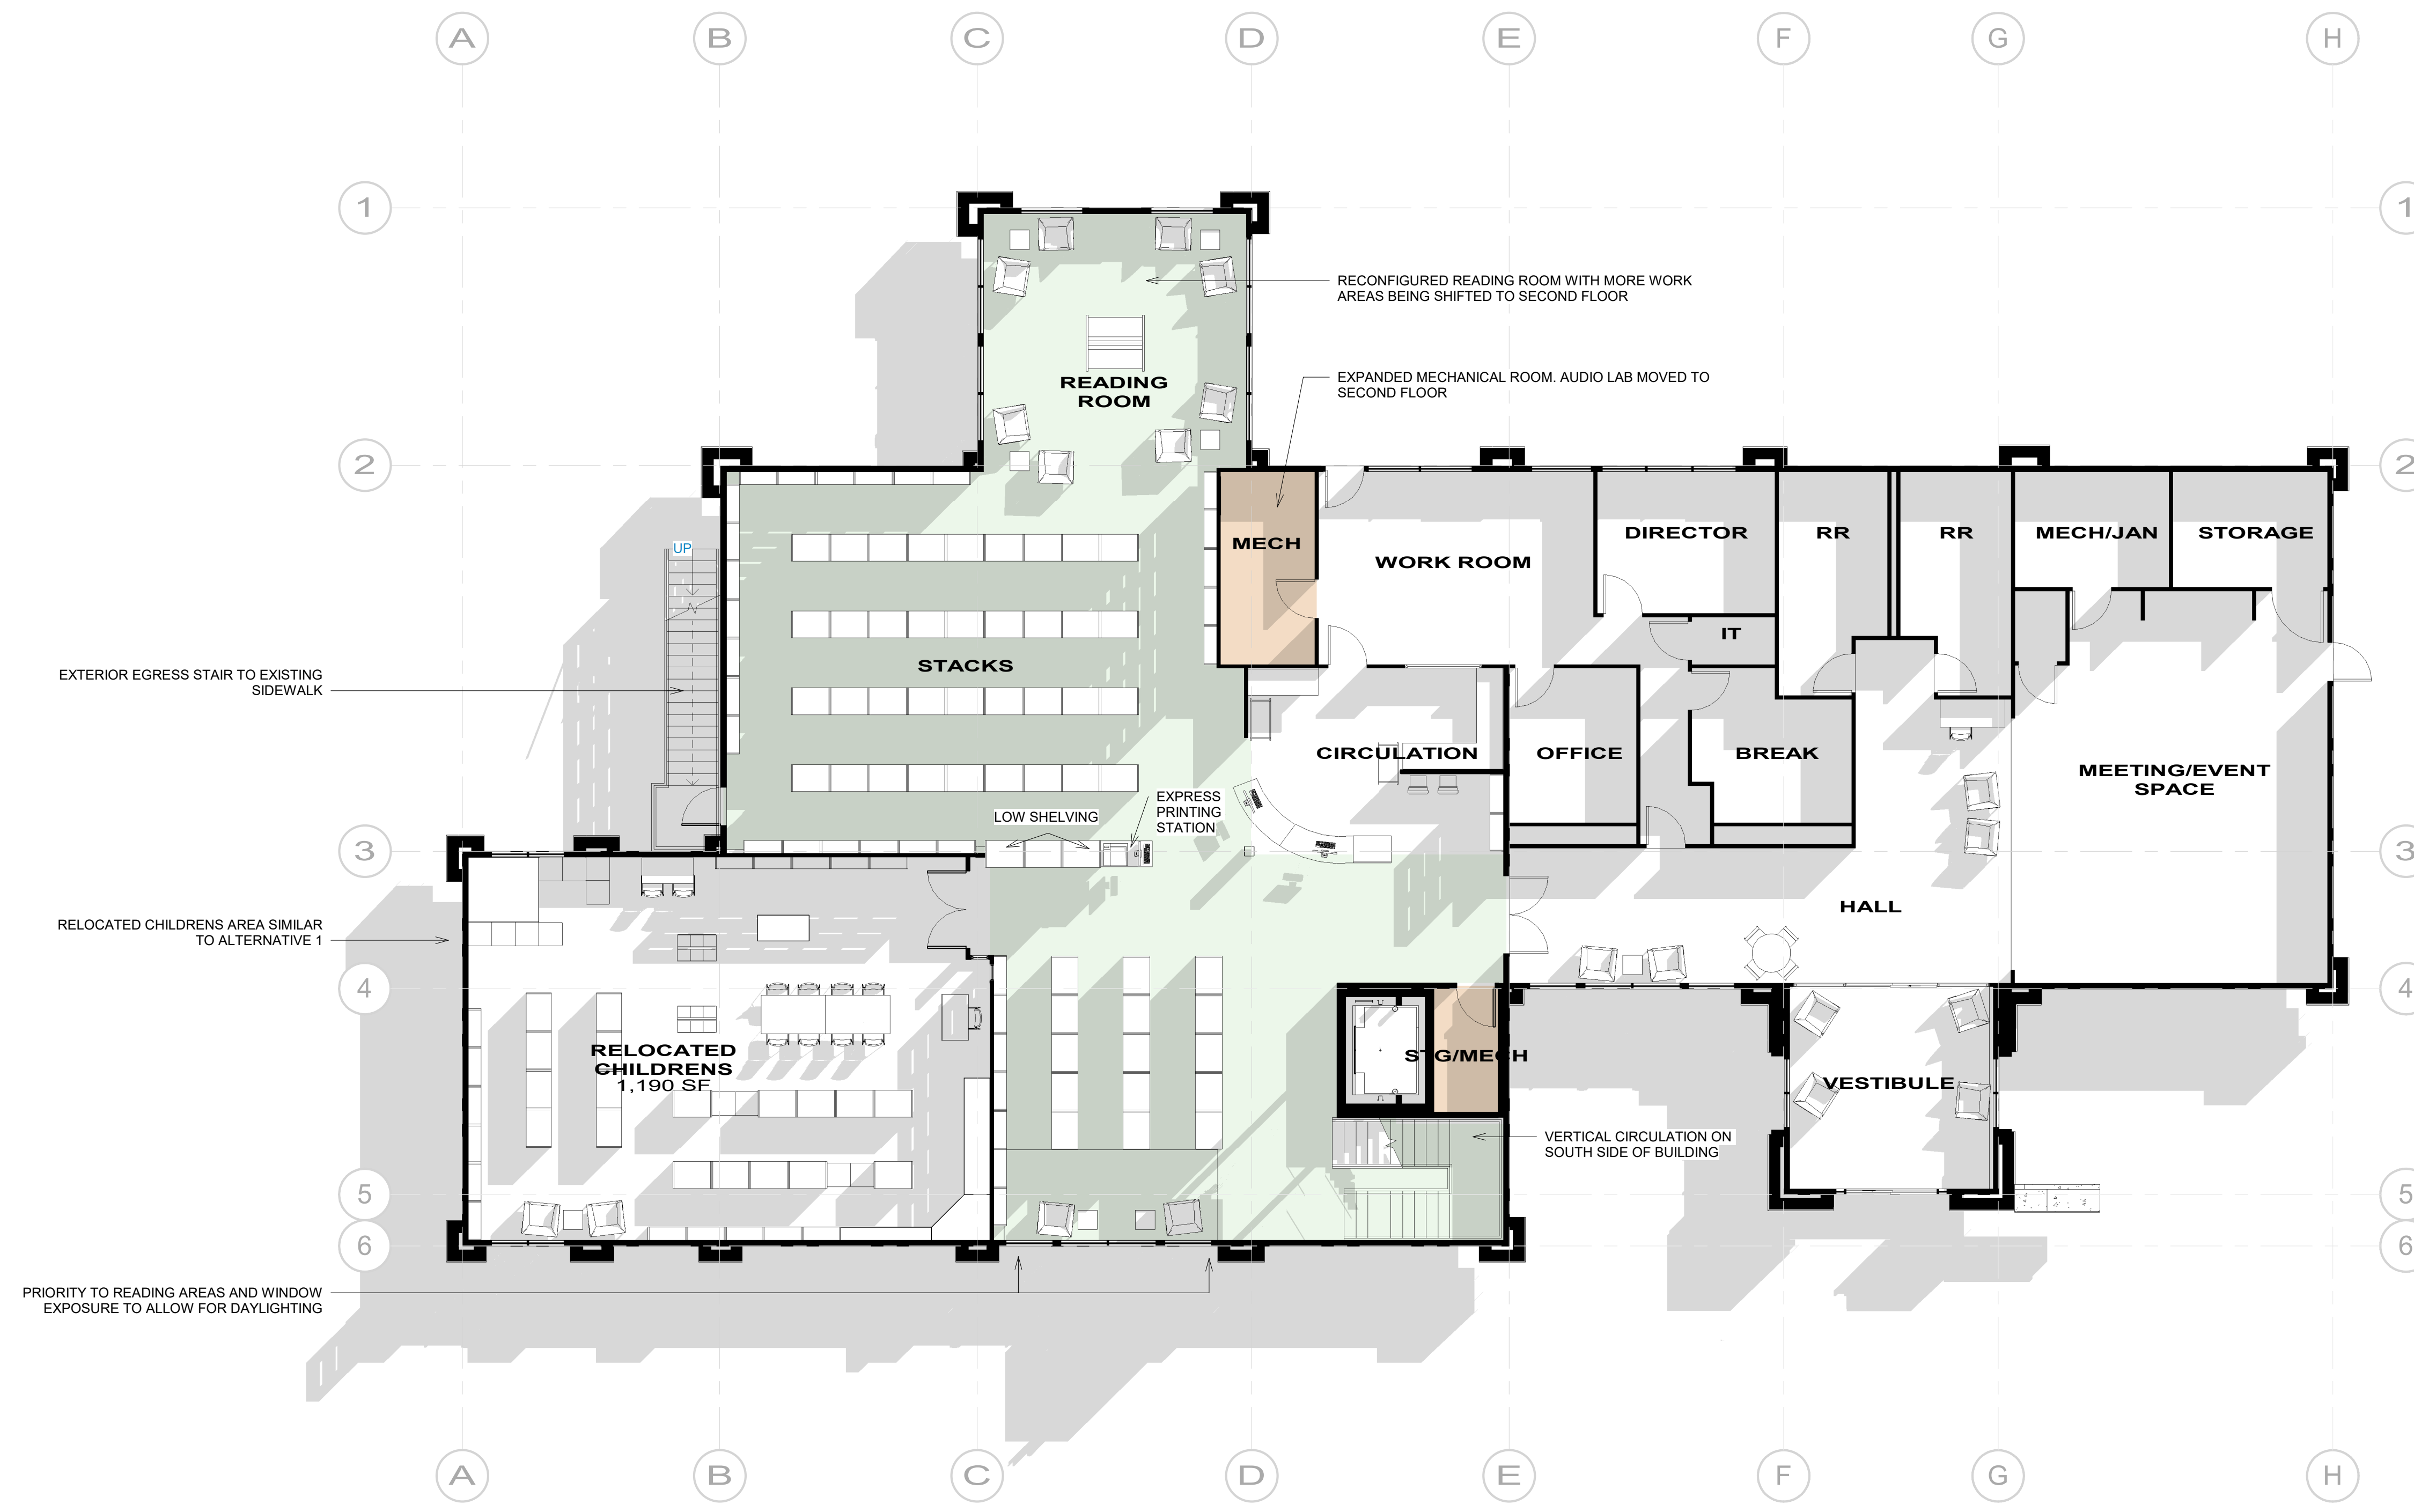 A B C D E F G H
1 1
RECONFIGURED READING ROOM WITH MORE WORK
AREAS BEING SHIFTED TO SECOND FLOOR
EXPANDED MECHANICAL ROOM. AUDIO LAB MOVED TO
SECOND FLOOR
READING
ROOM
2 2
DIRECTOR
RR
RR
MECH/JAN
STORAGE
MECH
UP
WORK ROOM
IT
STACKS
EXTERIOR EGRESS STAIR TO EXISTING
SIDEWALK
CIRCULATION
OFFICE
BREAK
MEETING/EVENT
SPACE
EXPRESS
PRINTING
STATION
LOW SHELVING
3 3
HALL
RELOCATED CHILDRENS AREA SIMILAR
TO ALTERNATIVE 1
4 4
RELOCATED
CHILDRENS
1,190 SF
STG/MECH
VESTIBULE
VERTICAL CIRCULATION ON
SOUTH SIDE OF BUILDING
5 5
6 6
PRIORITY TO READING AREAS AND WINDOW
EXPOSURE TO ALLOW FOR DAYLIGHTING
A B C D E F G H